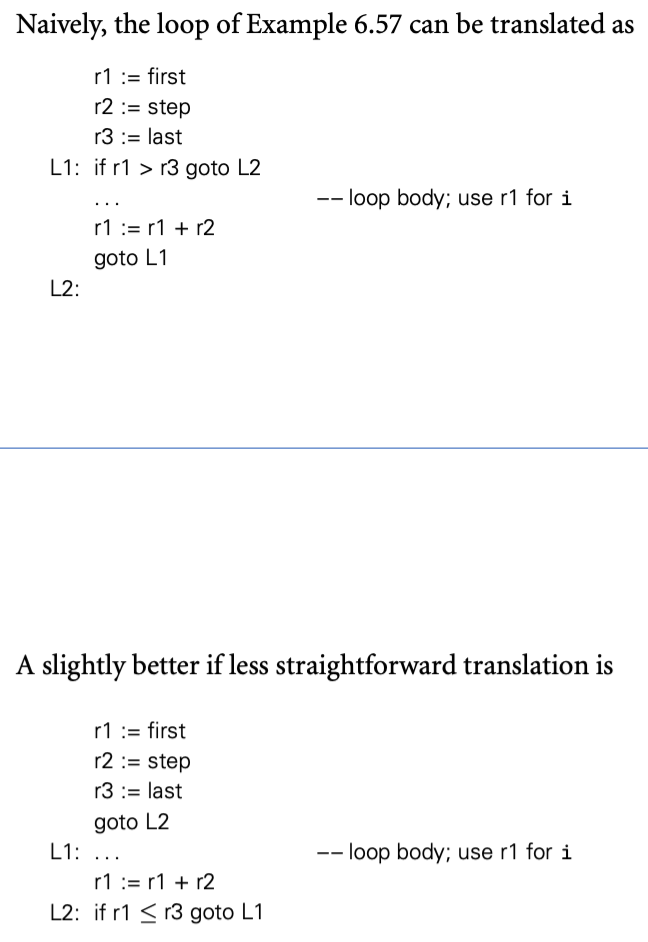 Naively, the loop of Example 6.57 can be translated as
r1 := first
r2 := step
r3 := last
L1: if r1 > r3 goto L2
... -- loop body; use r1 for i
r1 := r1 + r2
goto L1
L2:
A slightly better if less straightforward translation is
r1 := first
r2 := step
r3 := last
goto L2
L1: ... -- loop body; use r1 for i
r1 := r1 + r2
L2: if r1 ≤ r3 goto L1